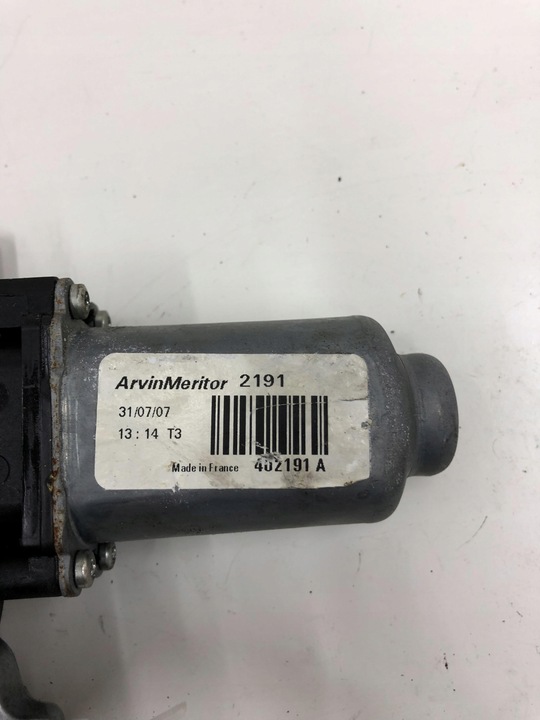 ArvinMeritor 2191
31/07/07
13:14 T3
Made in France 402191 A